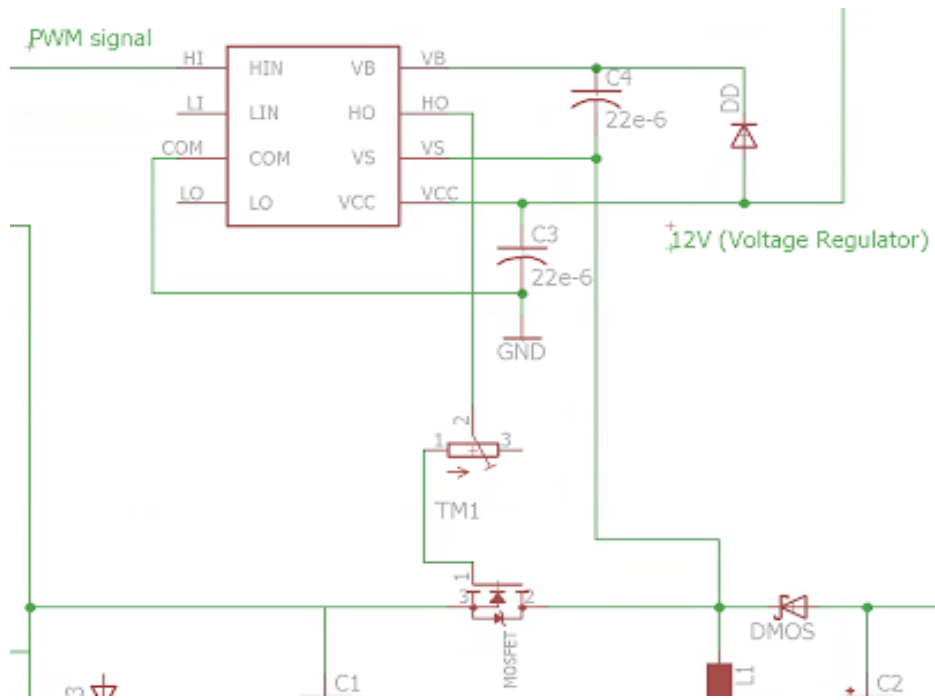 PWM signal
HI HIN VB VB
LI LIN HO HO
COM COM VS VS
LO LO VCC VCC
C4
22e-6
DD
12V (Voltage Regulator)
C3
22e-6
GND
2
1 3
TM1
1
3 2
MOSFET
DMOS
C1
L1
C2
3